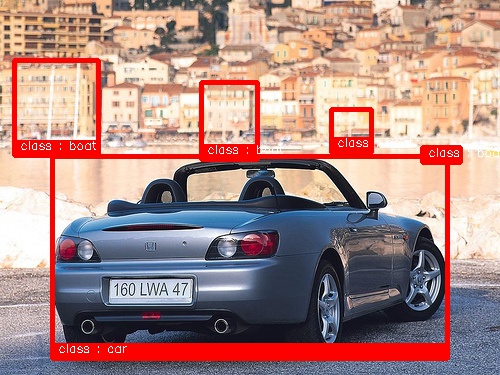 class : boat
class :
class
class
160 LWA 47
class : car